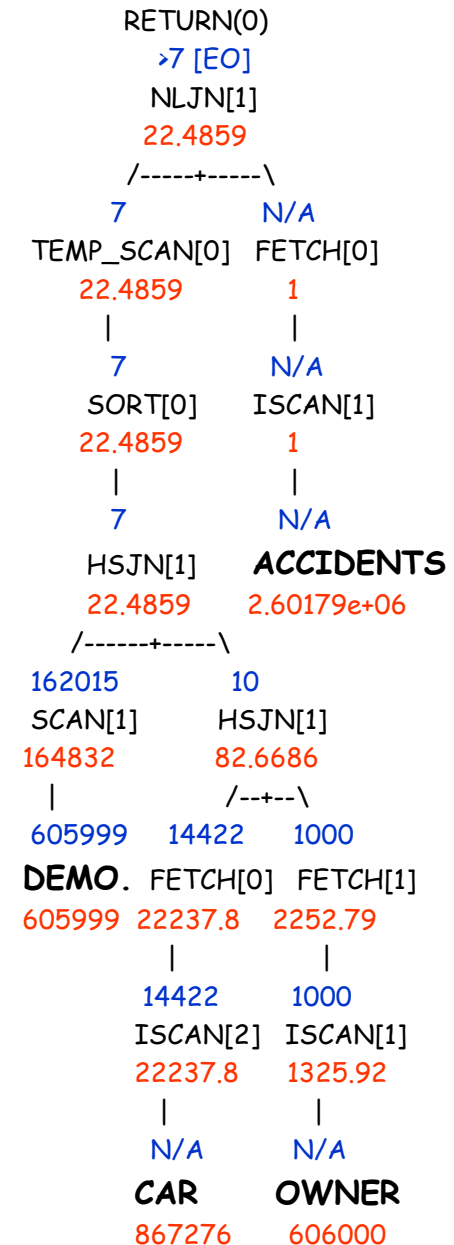 RETURN(0)
>7 [EO]
NLJN[1]
22.4859
/-----+-----\
7 N/A
TEMP_SCAN[0] FETCH[0]
22.4859 1
| |
7 N/A
SORT[0] ISCAN[1]
22.4859 1
| |
7 N/A
HSJN[1] ACCIDENTS
22.4859 2.60179e+06
/------+-----\
162015 10
SCAN[1] HSJN[1]
164832 82.6686
| /--+--\
605999 14422 1000
DEMO. FETCH[0] FETCH[1]
605999 22237.8 2252.79
| |
14422 1000
ISCAN[2] ISCAN[1]
22237.8 1325.92
| |
N/A N/A
CAR OWNER
867276 606000